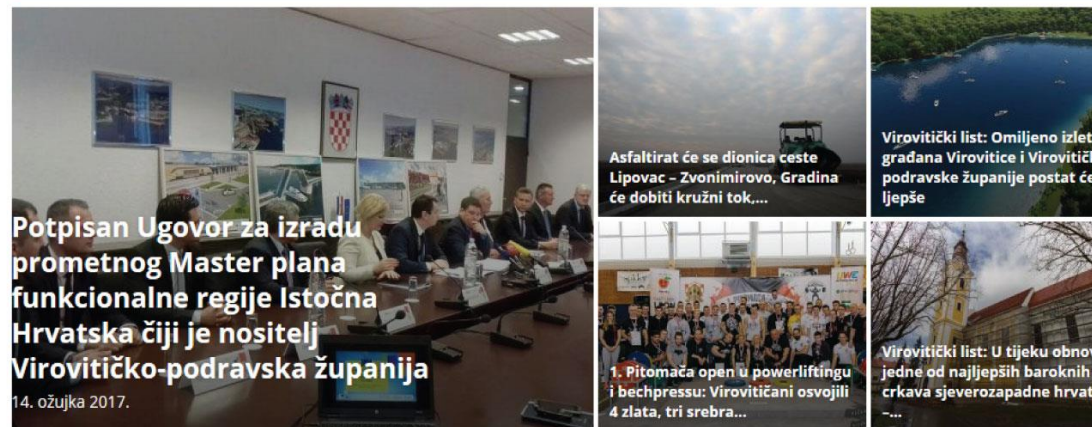 Potpisan Ugovor za izradu
prometnog Master plana
funkcionalne regije Istočna
Hrvatska čiji je nositelj
Virovitičko-podravska županija
14. ožujka 2017.
Asfaltirat će se dionica ceste
Lipovac – Zvonimirovo, Gradina
će dobiti kružni tok,...
Virovitički list: Omiljeno izlet
građana Virovitice i Virovitič
podravske županije postat će
ljepše
1. Pitomača open u powerliftingu
i bechpressu: Virovitičani osvojili
4 zlata, tri srebra...
Virovitički list: U tijeku obnov
jedne od najljepših baroknih
crkava sjeverozapadne hrvat
–...